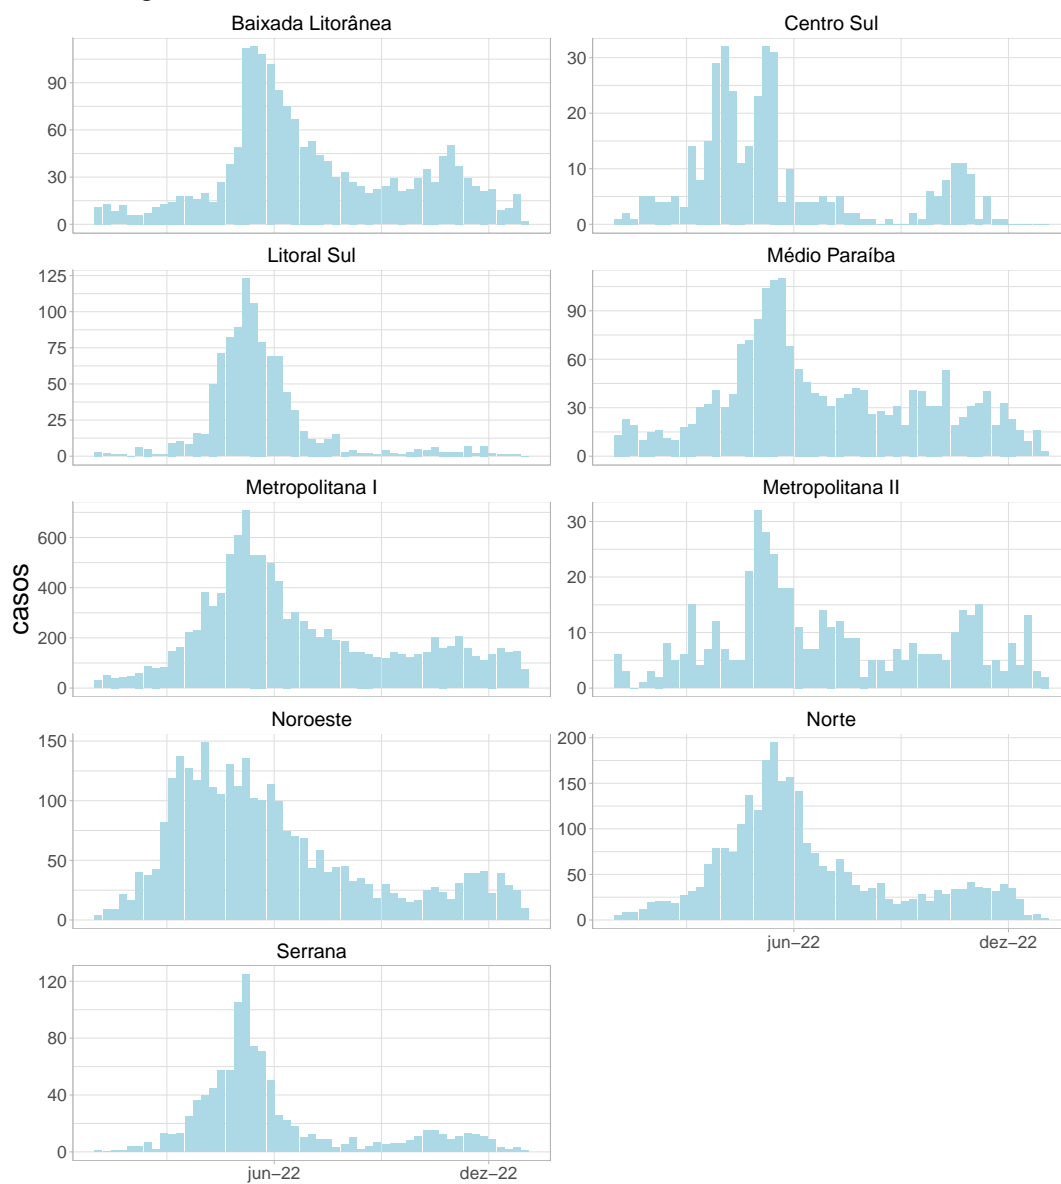 Baixada Litorânea
Centro Sul
90
60
30
0
30
20
10
0
Litoral Sul
Médio Paraíba
125
100
75
50
25
0
90
60
30
0
Metropolitana I
Metropolitana II
casos
600
400
200
0
30
20
10
0
Noroeste
Norte
150
100
50
0
200
150
100
50
0
jun–22
dez–22
Serrana
120
80
40
0
jun–22
dez–22